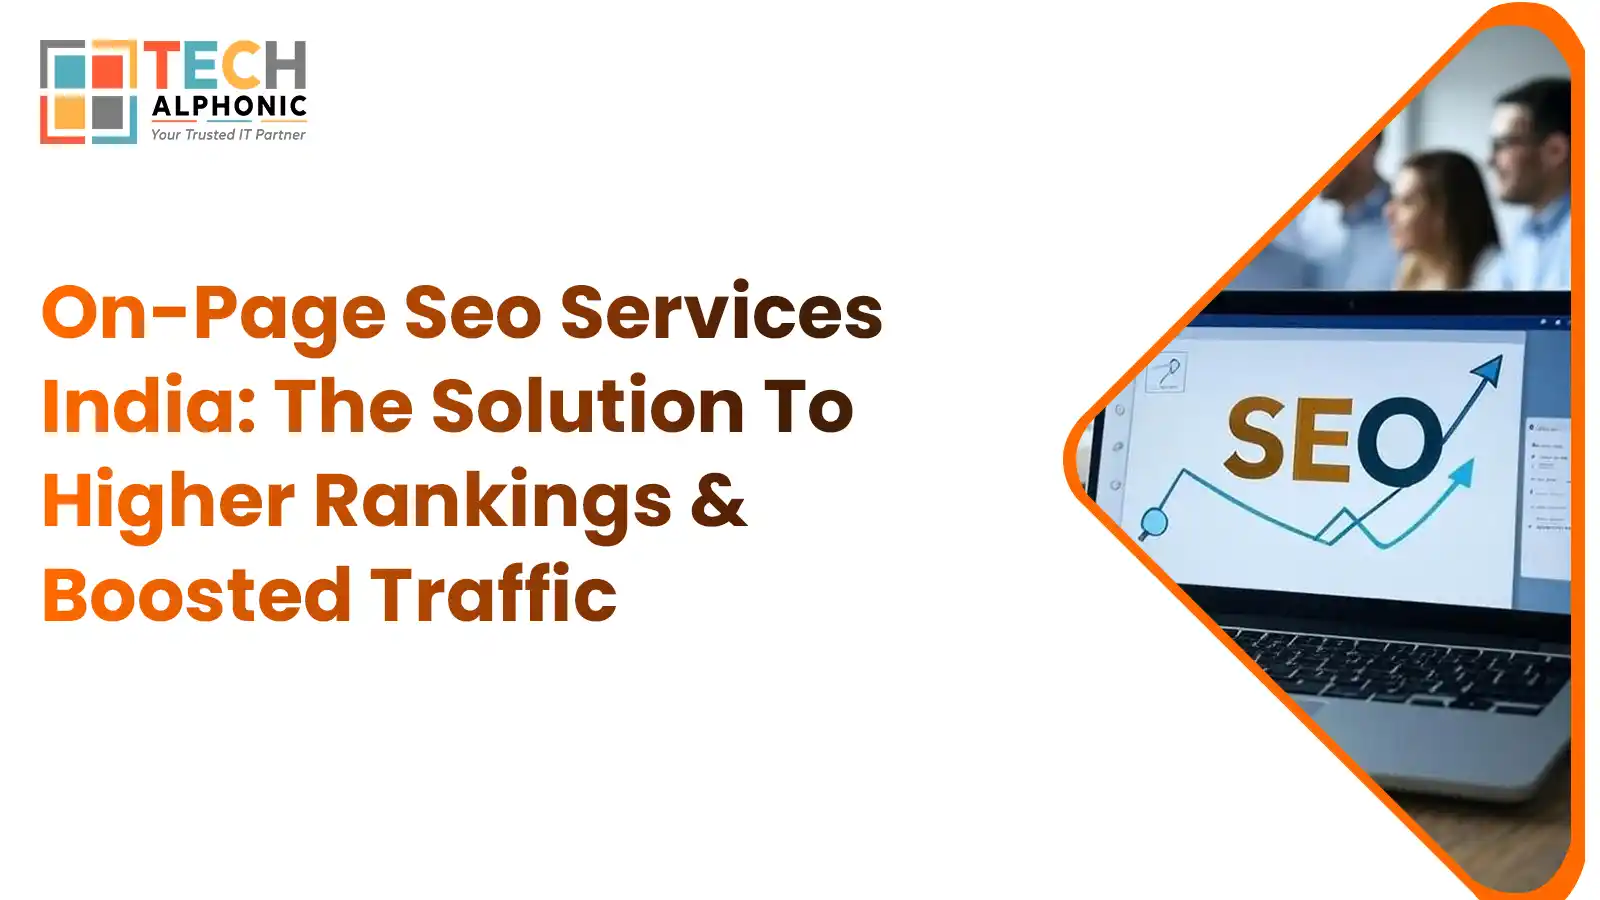 TECH
ALPHONIC
Your Trusted IT Partner
On-Page Seo Services
India: The Solution To
Higher Rankings &
Boosted Traffic
SEO